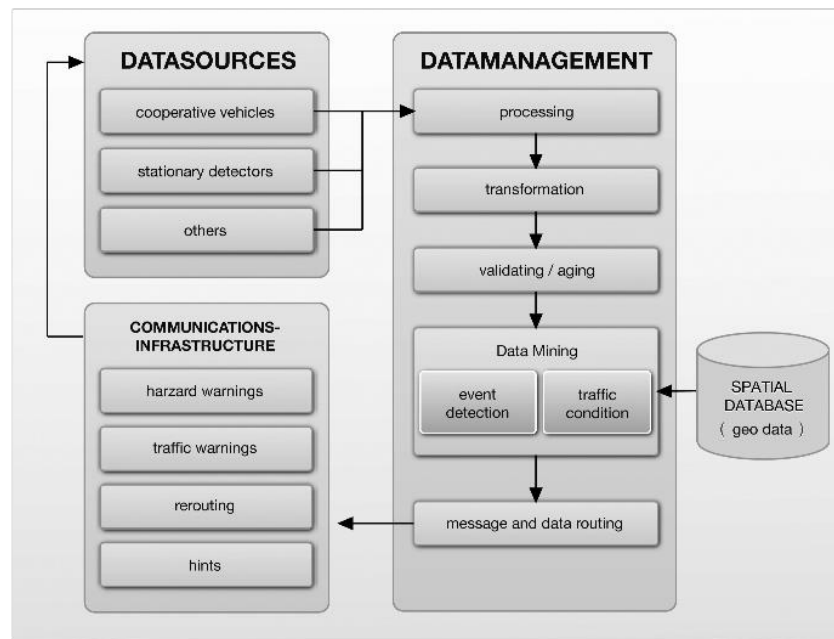 DATASOURCES
cooperative vehicles
stationary detectors
others
COMMUNICATIONS-
INFRASTRUCTURE
harzard warnings
traffic warnings
rerouting
hints
DATAMANAGEMENT
processing
transformation
validating / aging
Data Mining
event
detection
traffic
condition
message and data routing
SPATIAL
DATABASE
( geo data )